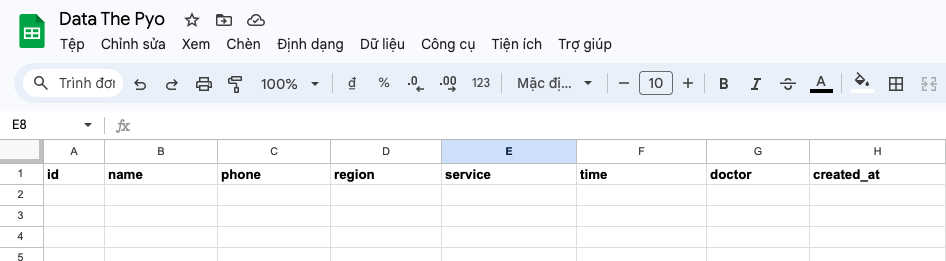 Data The Pyo
Tệp Chỉnh sửa Xem Chèn Định dạng Dữ liệu Công cụ Tiện ích Trợ giúp
Trình đơn 100% đ % .0 .00 123 Mặc đị... − 10 + B I S A
E8 fx
A B C D E F G H
1 id name phone region service time doctor created_at
2
3
4
5